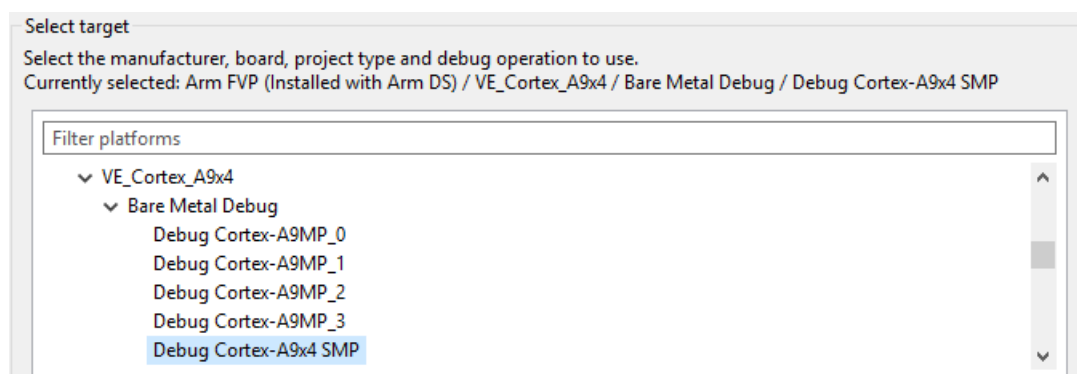 Select target
Select the manufacturer, board, project type and debug operation to use.
Currently selected: Arm FVP (Installed with Arm DS) / VE_Cortex_A9x4 / Bare Metal Debug / Debug Cortex-A9x4 SMP
Filter platforms
VE_Cortex_A9x4
Bare Metal Debug
Debug Cortex-A9MP_0
Debug Cortex-A9MP_1
Debug Cortex-A9MP_2
Debug Cortex-A9MP_3
Debug Cortex-A9x4 SMP